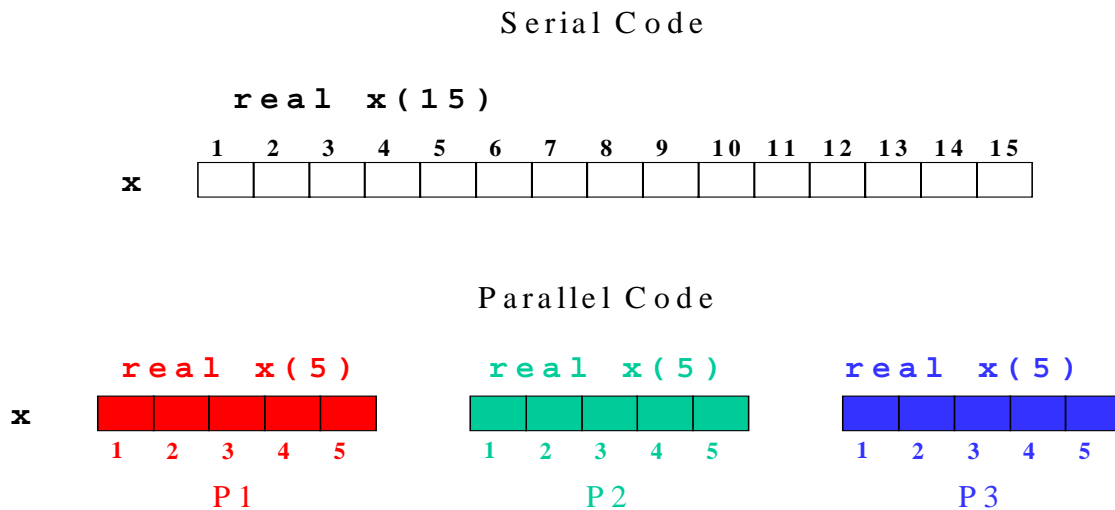 Serial Code
real x(15)
1 2 3 4 5 6 7 8 9 10 11 12 13 14 15
x
Parallel Code
real x(5) real x(5) real x(5)
x
1 2 3 4 5 1 2 3 4 5 1 2 3 4 5
P1 P2 P3